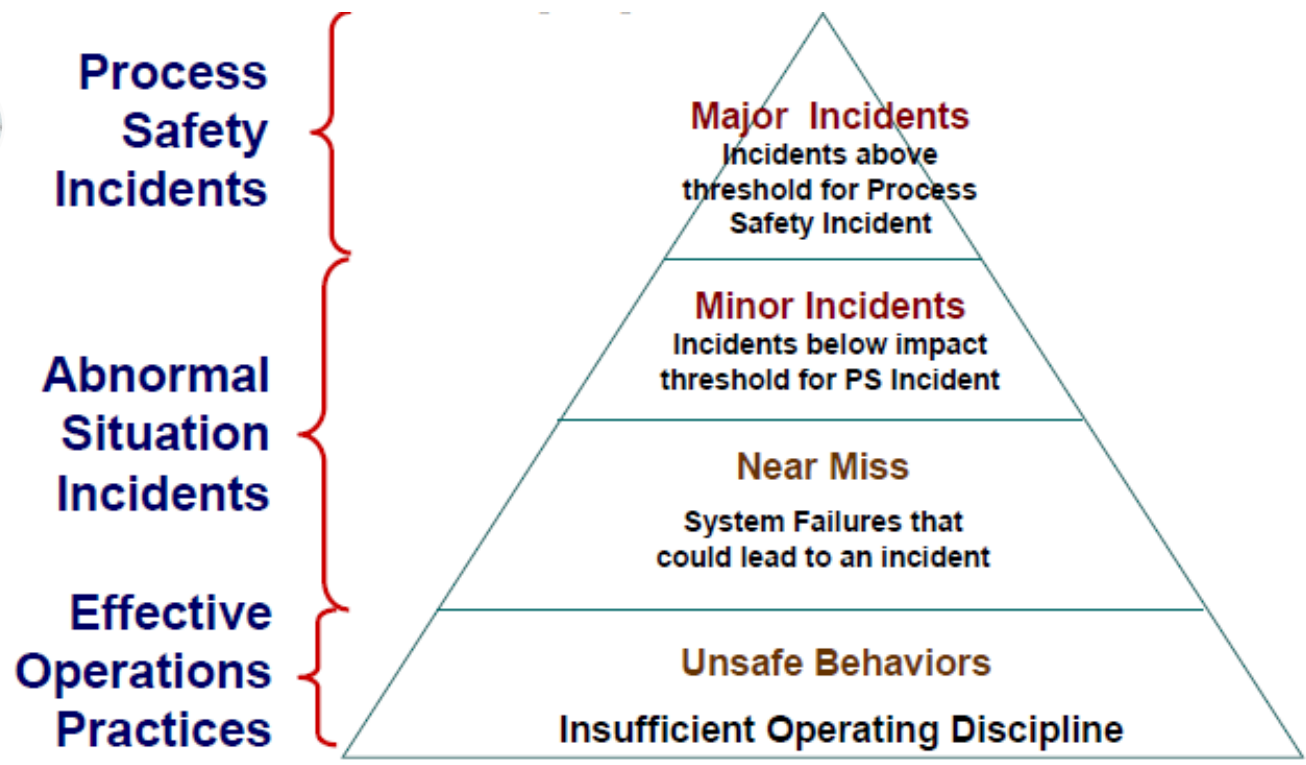 Process
Safety
Incidents
Major Incidents
Incidents above
threshold for Process
Safety Incident
Minor Incidents
Incidents below impact
threshold for PS Incident
Abnormal
Situation
Incidents
Near Miss
System Failures that
could lead to an incident
Effective
Operations
Practices
Unsafe Behaviors
Insufficient Operating Discipline